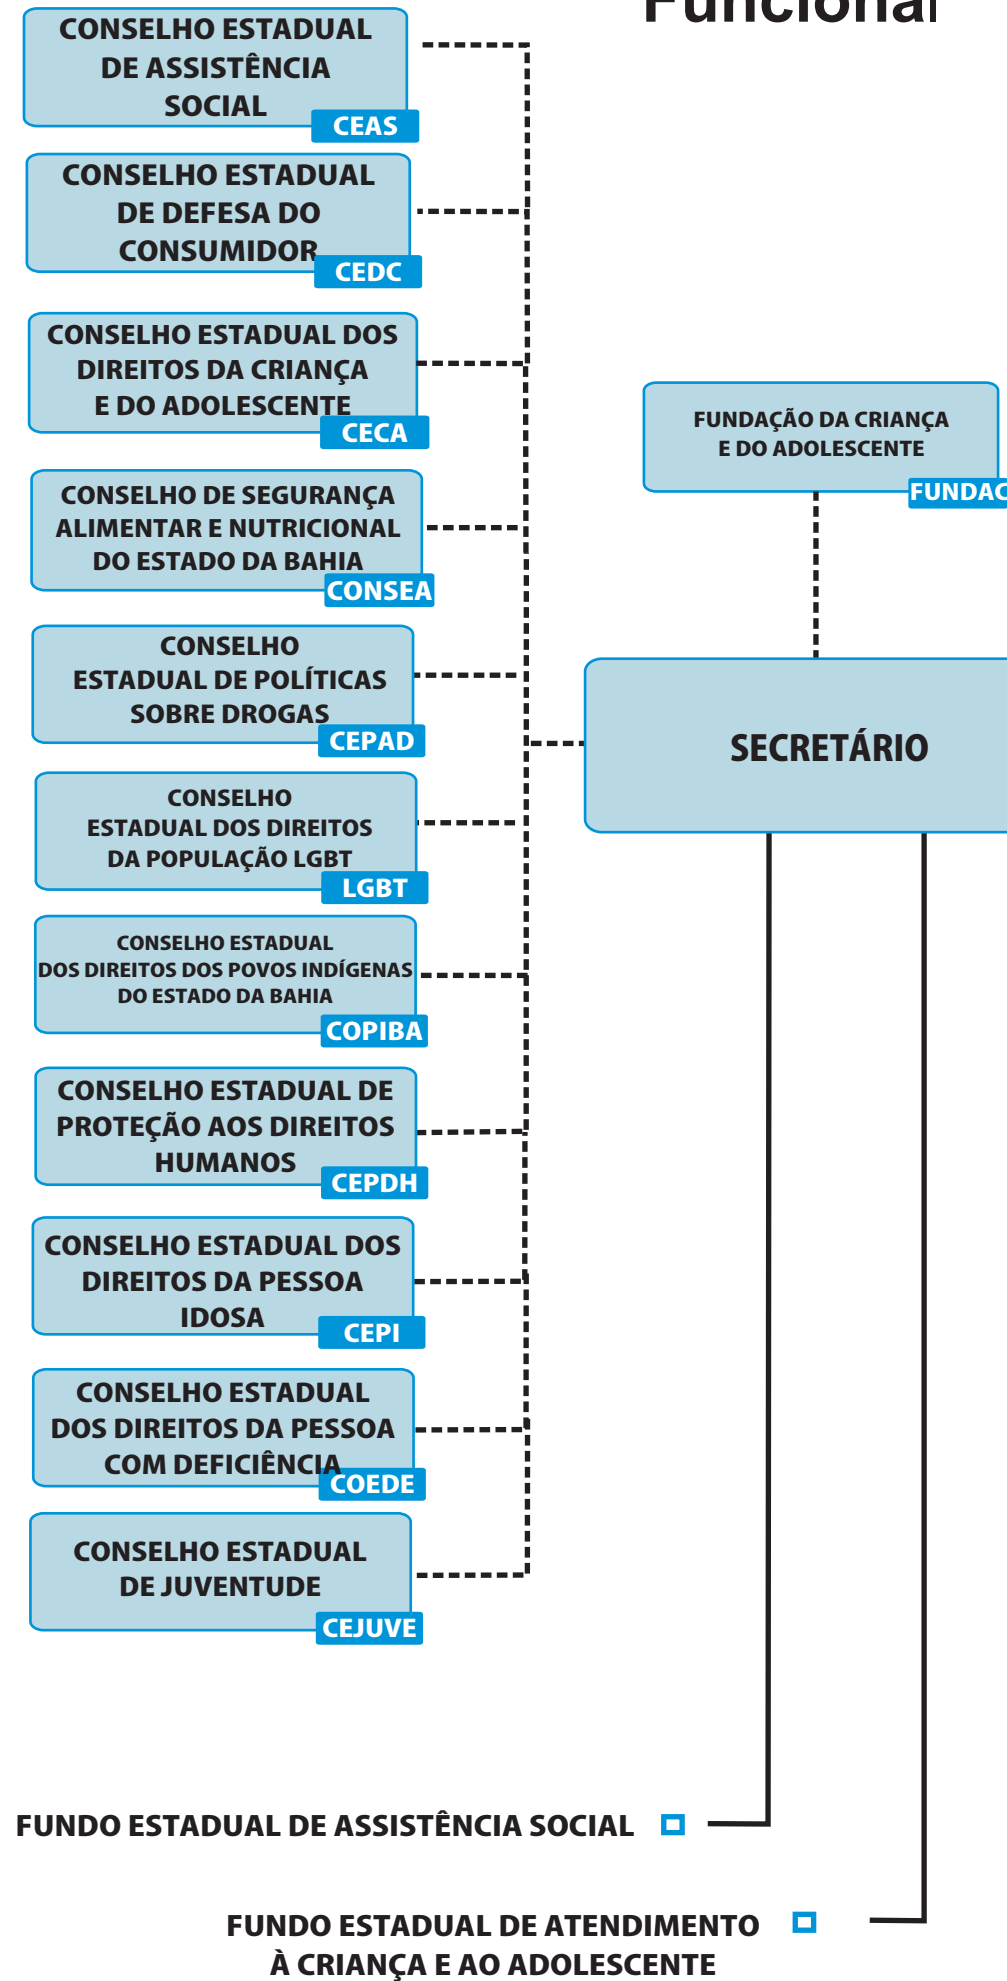 Funcional
CONSELHO ESTADUAL
DE ASSISTÊNCIA
SOCIAL
CEAS
CONSELHO ESTADUAL
DE DEFESA DO
CONSUMIDOR
CEDC
CONSELHO ESTADUAL DOS
DIREITOS DA CRIANÇA
E DO ADOLESCENTE
CECA
CONSELHO DE SEGURANÇA
ALIMENTAR E NUTRICIONAL
DO ESTADO DA BAHIA
CONSEA
CONSELHO
ESTADUAL DE POLÍTICAS
SOBRE DROGAS
CEPAD
CONSELHO
ESTADUAL DOS DIREITOS
DA POPULAÇÃO LGBT
LGBT
CONSELHO ESTADUAL
DOS DIREITOS DOS POVOS INDÍGENAS
DO ESTADO DA BAHIA
COPIBA
CONSELHO ESTADUAL DE
PROTEÇÃO AOS DIREITOS
HUMANOS
CEPDH
CONSELHO ESTADUAL DOS
DIREITOS DA PESSOA
IDOSA
CEPI
CONSELHO ESTADUAL
DOS DIREITOS DA PESSOA
COM DEFICIÊNCIA
COEDE
CONSELHO ESTADUAL
DE JUVENTUDE
CEJUVE
FUNDAÇÃO DA CRIANÇA
E DO ADOLESCENTE
FUNDAC
SECRETÁRIO
FUNDO ESTADUAL DE ASSISTÊNCIA SOCIAL
FUNDO ESTADUAL DE ATENDIMENTO
À CRIANÇA E AO ADOLESCENTE